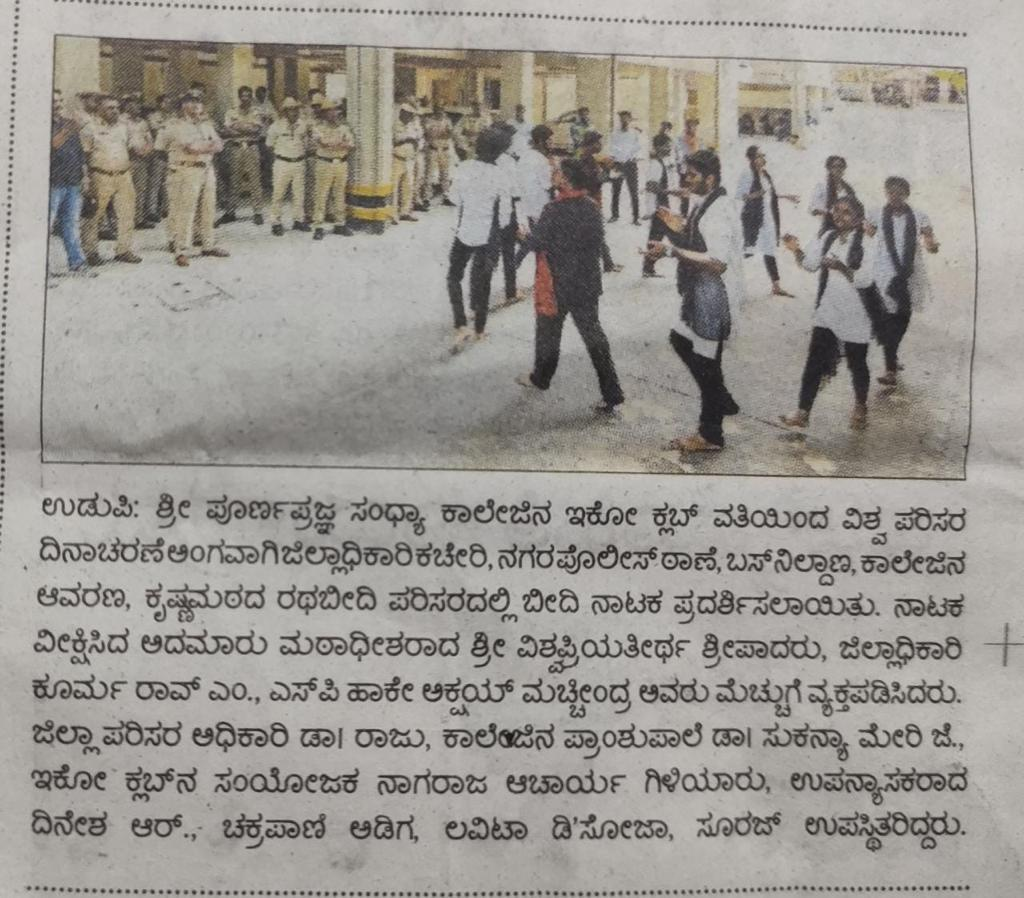 ಉಡುಪಿ: ಶ್ರೀ ಪೂರ್ಣಪ್ರಜ್ಞ ಸಂಧ್ಯಾ ಕಾಲೇಜಿನ ಇಕೋ ಕ್ಲಬ್ ವತಿಯಿಂದ ವಿಶ್ವ ಪರಿಸರ
ದಿನಾಚರಣೆ ಅಂಗವಾಗಿ ಜಿಲ್ಲಾಧಿಕಾರಿ ಕಚೇರಿ, ನಗರ ಪೊಲೀಸ್ ಠಾಣೆ, ಬಸ್‌ನಿಲ್ದಾಣ, ಕಾಲೇಜಿನ
ಆವರಣ, ಕೃಷ್ಣಮಠದ ರಥಬೀದಿ ಪರಿಸರದಲ್ಲಿ ಬೀದಿ ನಾಟಕ ಪ್ರದರ್ಶಿಸಲಾಯಿತು. ನಾಟಕ
ವೀಕ್ಷಿಸಿದ ಅದಮಾರು ಮಠಾಧೀಶರಾದ ಶ್ರೀ ವಿಶ್ವಪ್ರಿಯತೀರ್ಥ ಶ್ರೀಪಾದರು, ಜಿಲ್ಲಾಧಿಕಾರಿ
ಕೂರ್ಮ ರಾವ್ ಎಂ., ಎಸ್‌ಪಿ ಹಾಕೇ ಅಕ್ಷಯ್ ಮಚ್ಚೀಂದ್ರ ಅವರು ಮೆಚ್ಚುಗೆ ವ್ಯಕ್ತಪಡಿಸಿದರು.
ಜಿಲ್ಲಾ ಪರಿಸರ ಅಧಿಕಾರಿ ಡಾ| ರಾಜು, ಕಾಲೇಜಿನ ಪ್ರಾಂಶುಪಾಲೆ ಡಾ| ಸುಕನ್ಯಾ ಮೇರಿ ಜೆ.,
ಇಕೋ ಕ್ಲಬ್‌ನ ಸಂಯೋಜಕ ನಾಗರಾಜ ಆಚಾರ್ಯ ಗಿಳಿಯಾರು, ಉಪನ್ಯಾಸಕರಾದ
ದಿನೇಶ ಆರ್., ಚಕ್ರಪಾಣಿ ಅಡಿಗ, ಲವಿಟಾ ಡಿ'ಸೋಜಾ, ಸೂರಜ್ ಉಪಸ್ಥಿತರಿದ್ದರು.